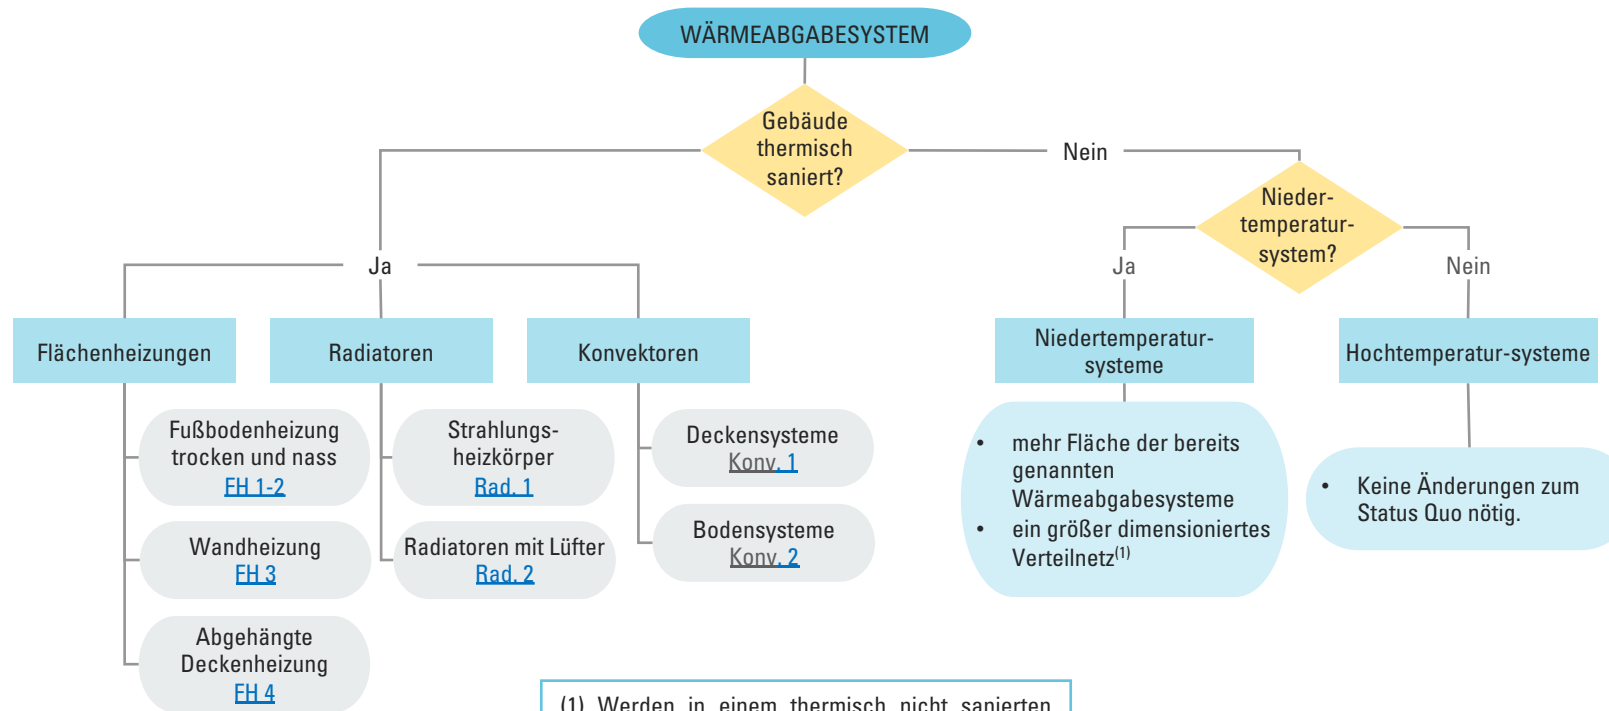 WÄRMEABGABESYSTEM
Gebäude
thermisch
saniert?
Nein
Nieder-
temperatur-
system?
Ja
Ja
Nein
Flächenheizungen
Radiatoren
Konvektoren
Niedertemperatur-
systeme
Hochtemperatur-systeme
Fußbodenheizung
trocken und nass
FH 1-2
Wandheizung
FH 3
Abgehängte
Deckenheizung
FH 4
Strahlungs-
heizkörper
Rad. 1
Radiatoren mit Lüfter
Rad. 2
Deckensysteme
Konv. 1
Bodensysteme
Konv. 2
• mehr Fläche der bereits
genannten
Wärmeabgabesysteme
• ein größer dimensioniertes
Verteilnetz(1)
• Keine Änderungen zum
Status Quo nötig.
(1) Werden in einem thermisch nicht sanierten